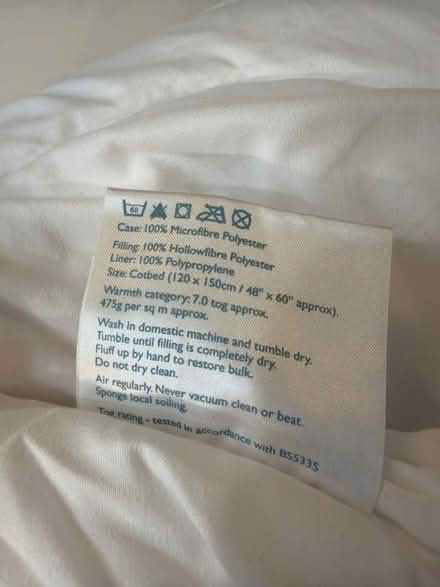 60
Case: 100% Microfibre Polyester
Filling: 100% Hollowfibre Polyester
Liner: 100% Polypropylene
Size: Cotbed (120 x 150cm / 48" x 60" approx).
Warmth category: 7.0 tog approx.
475g per sq m approx.
Wash in domestic machine and tumble dry.
Tumble until filling is completely dry.
Fluff up by hand to restore bulk.
Do not dry clean.
Air regularly. Never vacuum clean or beat.
Sponge local soiling.
Tog rating - tested in accordance with BS5335